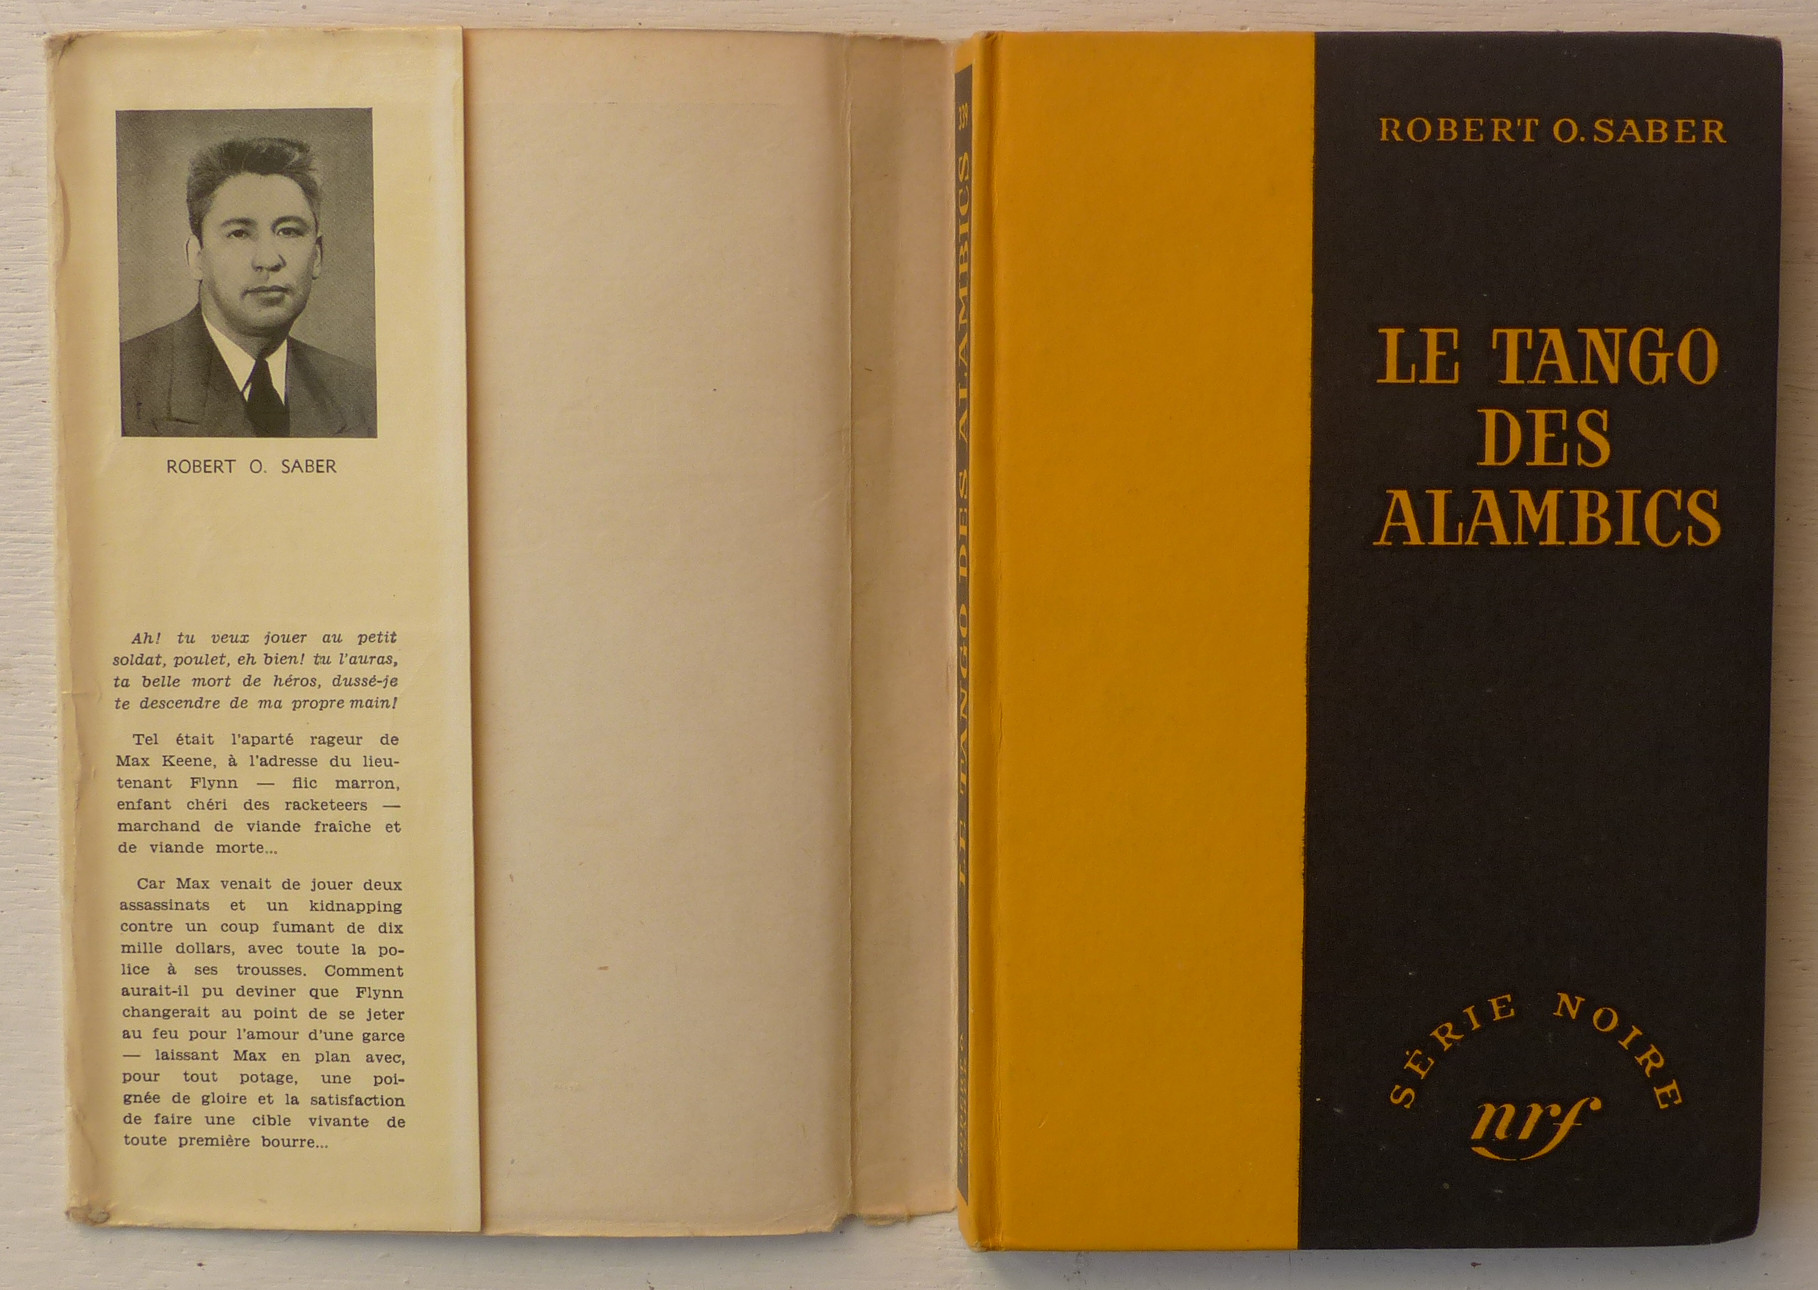 ROBERT O. SABER
Ah! tu veux jouer au petit
soldat, poulet, eh bien! tu l'auras,
ta belle mort de héros, dussé-je
te descendre de ma propre main!
Tel était l'aparté rageur de
Max Keene, à l'adresse du lieu-
tenant Flynn — flic marron,
enfant chéri des racketeers —
marchand de viande fraîche et
de viande morte...
Car Max venait de jouer deux
assassinats et un kidnapping
contre un coup fumant de dix
mille dollars, avec toute la po-
lice à ses trousses. Comment
aurait-il pu deviner que Flynn
changerait au point de se jeter
au feu pour l'amour d'une garce
— laissant Max en plan avec,
pour tout potage, une poi-
gnée de gloire et la satisfaction
de faire une cible vivante de
toute première bourre...
LE TANGO DES ALAMBICS
ROBERT O. SABER
LE TANGO
DES
ALAMBICS
SÉRIE NOIRE
nrf